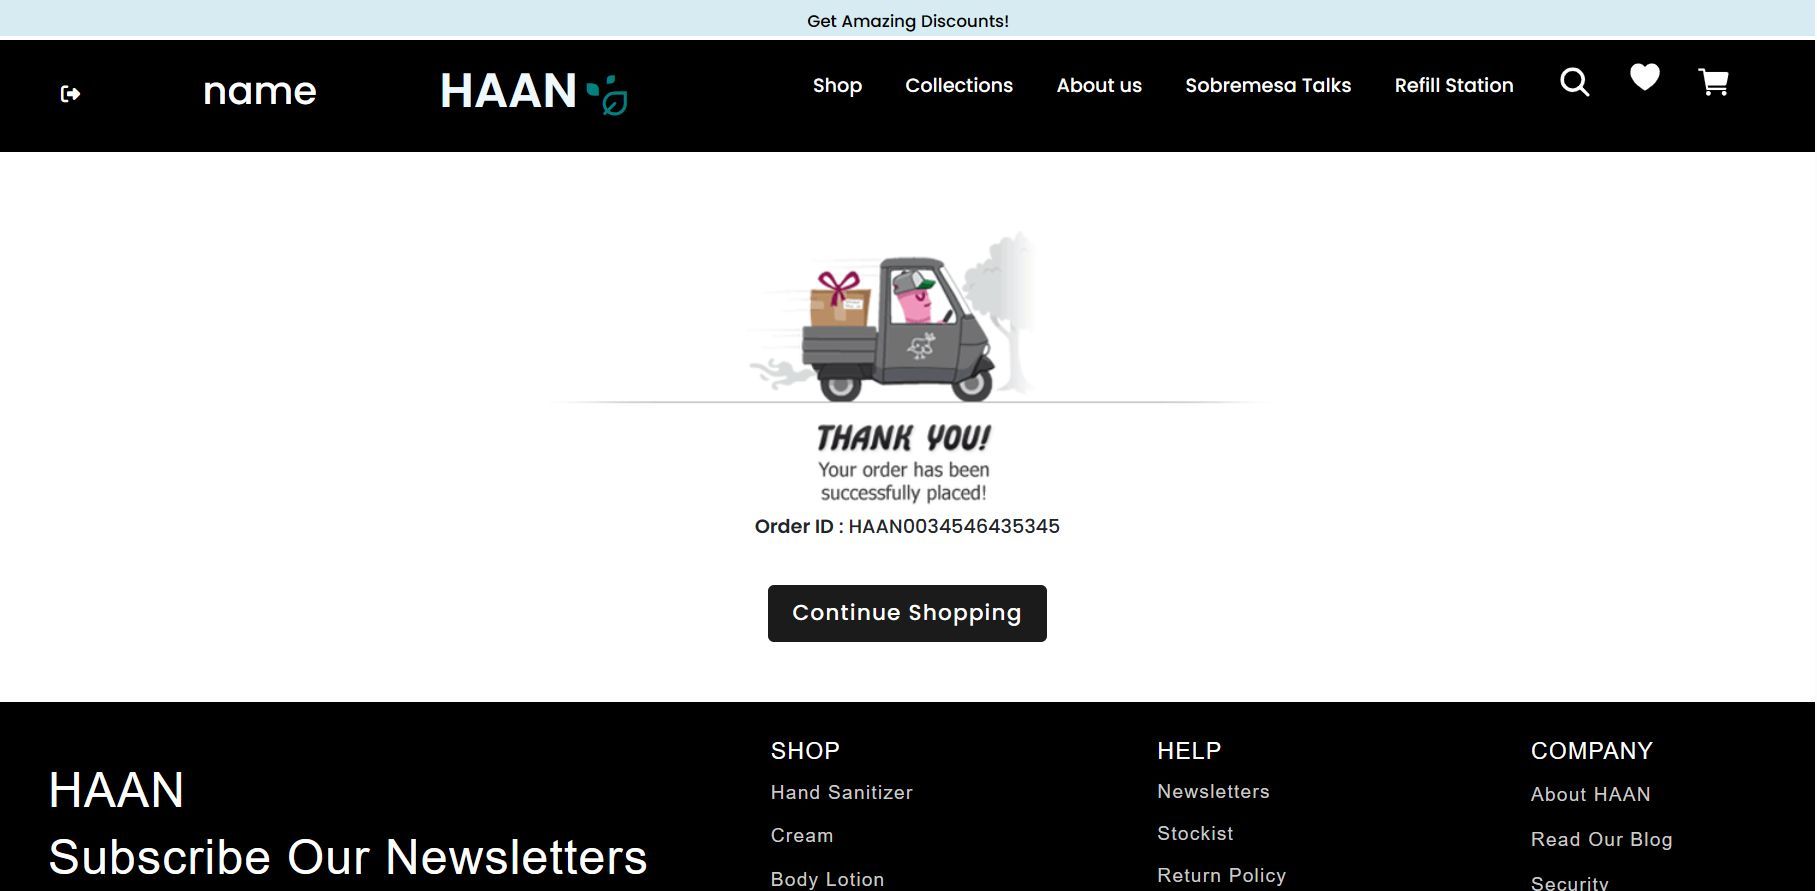 Get Amazing Discounts!
name
HAAN
Shop
Collections
About us
Sobremesa Talks
Refill Station
THANK YOU!
Your order has been
successfully placed!
Order ID : HAAN0034546435345
Continue Shopping
HAAN
Subscribe Our Newsletters
SHOP
Hand Sanitizer
Cream
Body Lotion
HELP
Newsletters
Stockist
Return Policy
COMPANY
About HAAN
Read Our Blog
Security